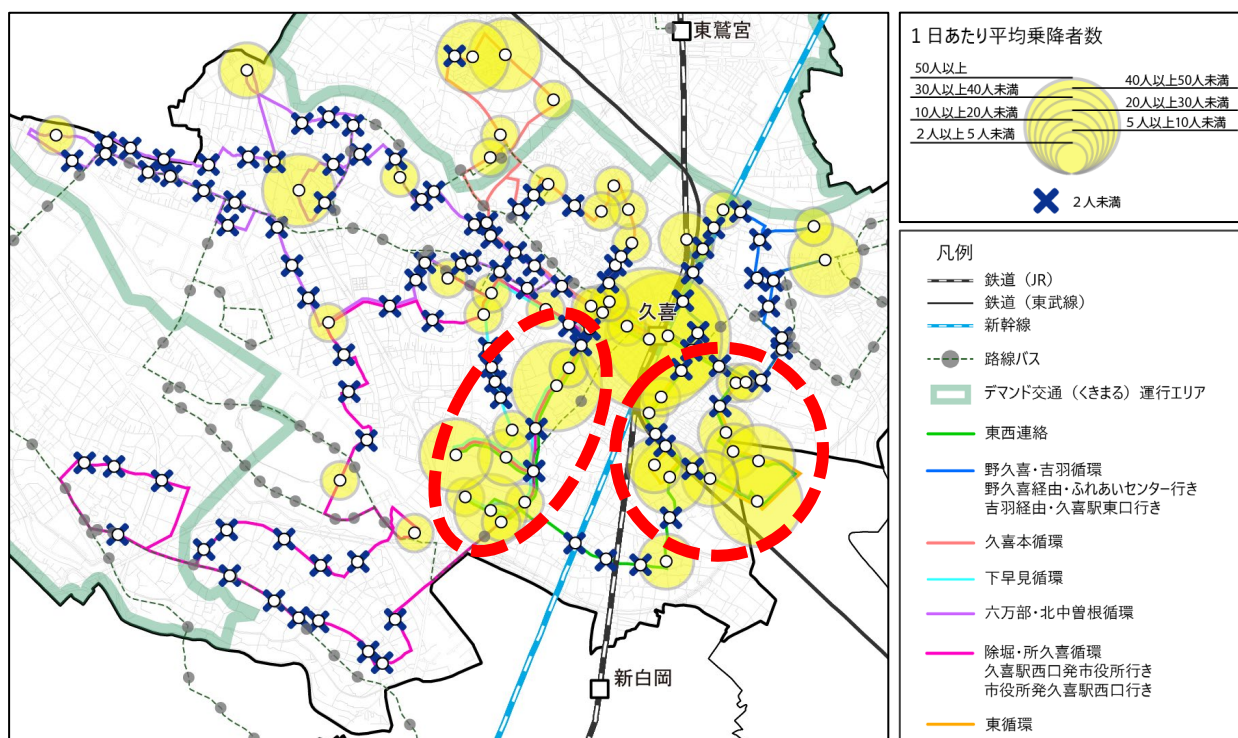 東鷲宮
久喜
新白岡
1日あたり平均乗降者数
50人以上
40人以上50人未満
30人以上40人未満
20人以上30人未満
10人以上20人未満
5人以上10人未満
2人以上5人未満
2人未満
凡例
鉄道（JR）
鉄道（東武線）
新幹線
路線バス
デマンド交通（くきまる）運行エリア
東西連絡
野久喜・吉羽循環
野久喜経由・ふれあいセンター行き
吉羽経由・久喜駅東口行き
久喜本循環
下早見循環
六万部・北中曽根循環
除堀・所久喜循環
久喜駅西口発市役所行き
市役所発久喜駅西口行き
東循環